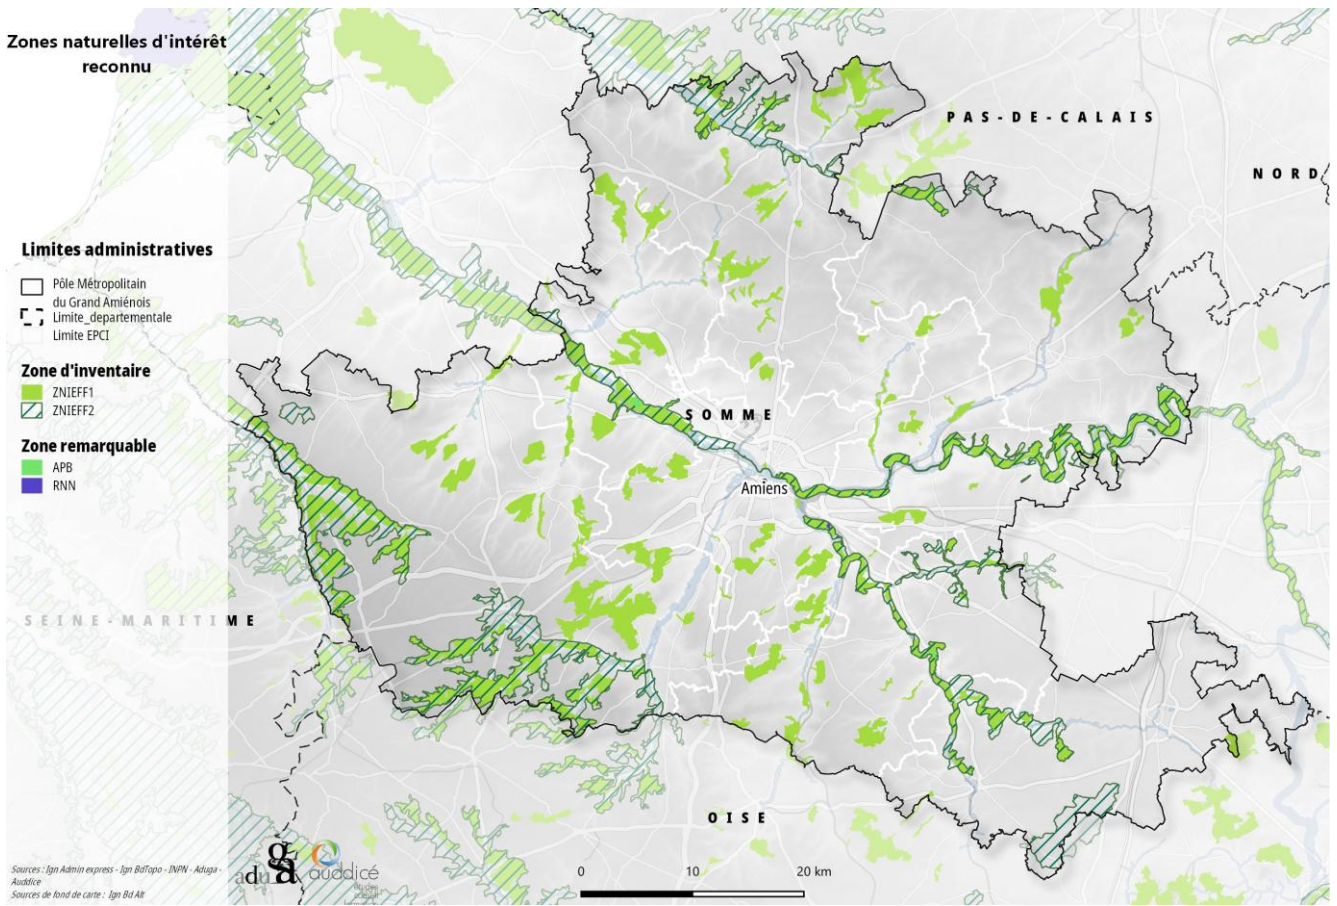 Zones naturelles d'intérêt
reconnu
PAS-DE-CALAIS
NORD
Limites administratives
Pôle Métropolitain
du Grand Amiénois
Limite_departementale
Limite EPCI
Zone d'inventaire
ZNIEFF1
ZNIEFF2
Zone remarquable
APB
RNN
SOMME
Amiens
SEINE-MARITIME
OISE
aduga
auddicé
0 10 20 km
Sources : Ign Admin express - Ign BdTopo - INPN - Aduga -
Auddice
Sources de fond de carte : Ign Bd Alt